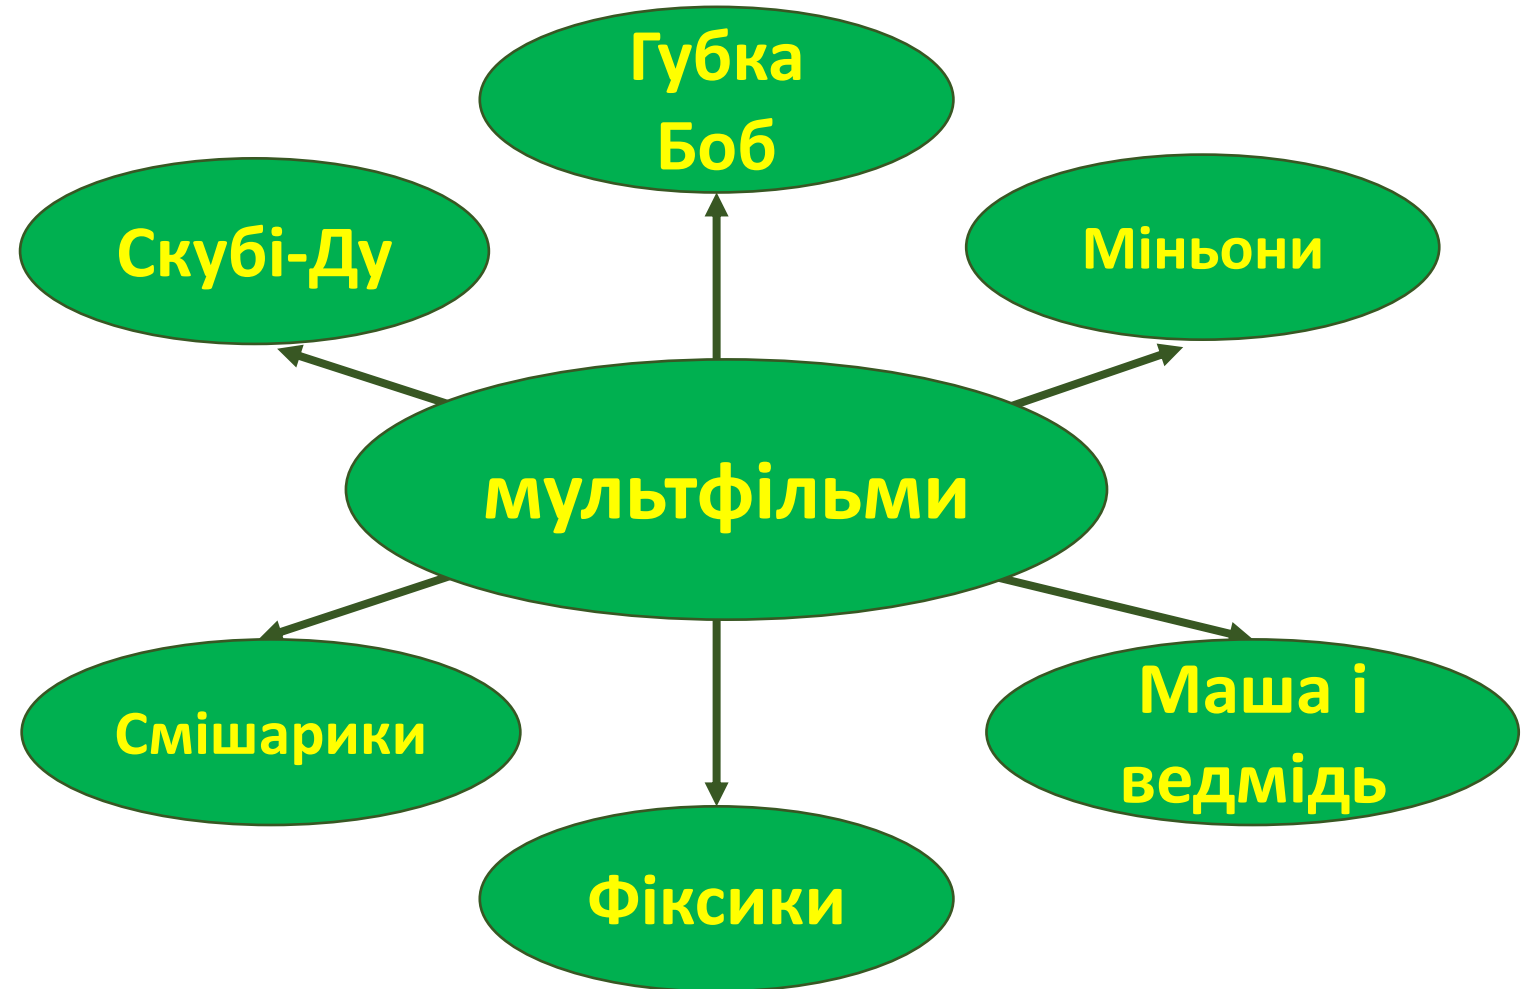 Губка
Боб
Скубі-Ду
Міньони
мультфільми
Смішарики
Маша і
ведмідь
Фіксики